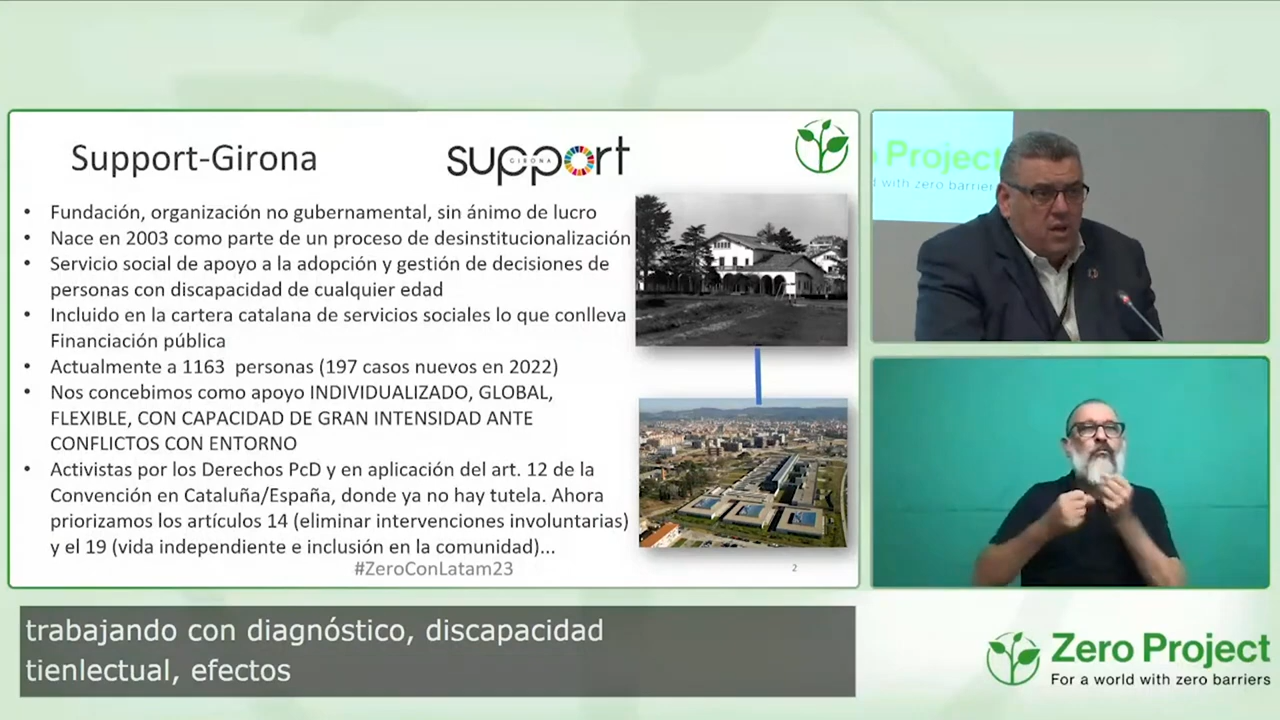 Support-Girona
support
GIRONA
Fundación, organización no gubernamental, sin ánimo de lucro
Nace en 2003 como parte de un proceso de desinstitucionalización
Servicio social de apoyo a la adopción y gestión de decisiones de
personas con discapacidad de cualquier edad
Incluido en la cartera catalana de servicios sociales lo que conlleva
Financiación pública
Actualmente a 1163 personas (197 casos nuevos en 2022)
Nos concebimos como apoyo INDIVIDUALIZADO, GLOBAL,
FLEXIBLE, CON CAPACIDAD DE GRAN INTENSIDAD ANTE
CONFLICTOS CON ENTORNO
Activistas por los Derechos PcD y en aplicación del art. 12 de la
Convención en Cataluña/España, donde ya no hay tutela. Ahora
priorizamos los artículos 14 (eliminar intervenciones involuntarias)
y el 19 (vida independiente e inclusión en la comunidad)...
#ZeroConLatam23
2
Project
with zero barrier
trabajando con diagnóstico, discapacidad
tienlectual, efectos
Zero Project
For a world with zero barriers